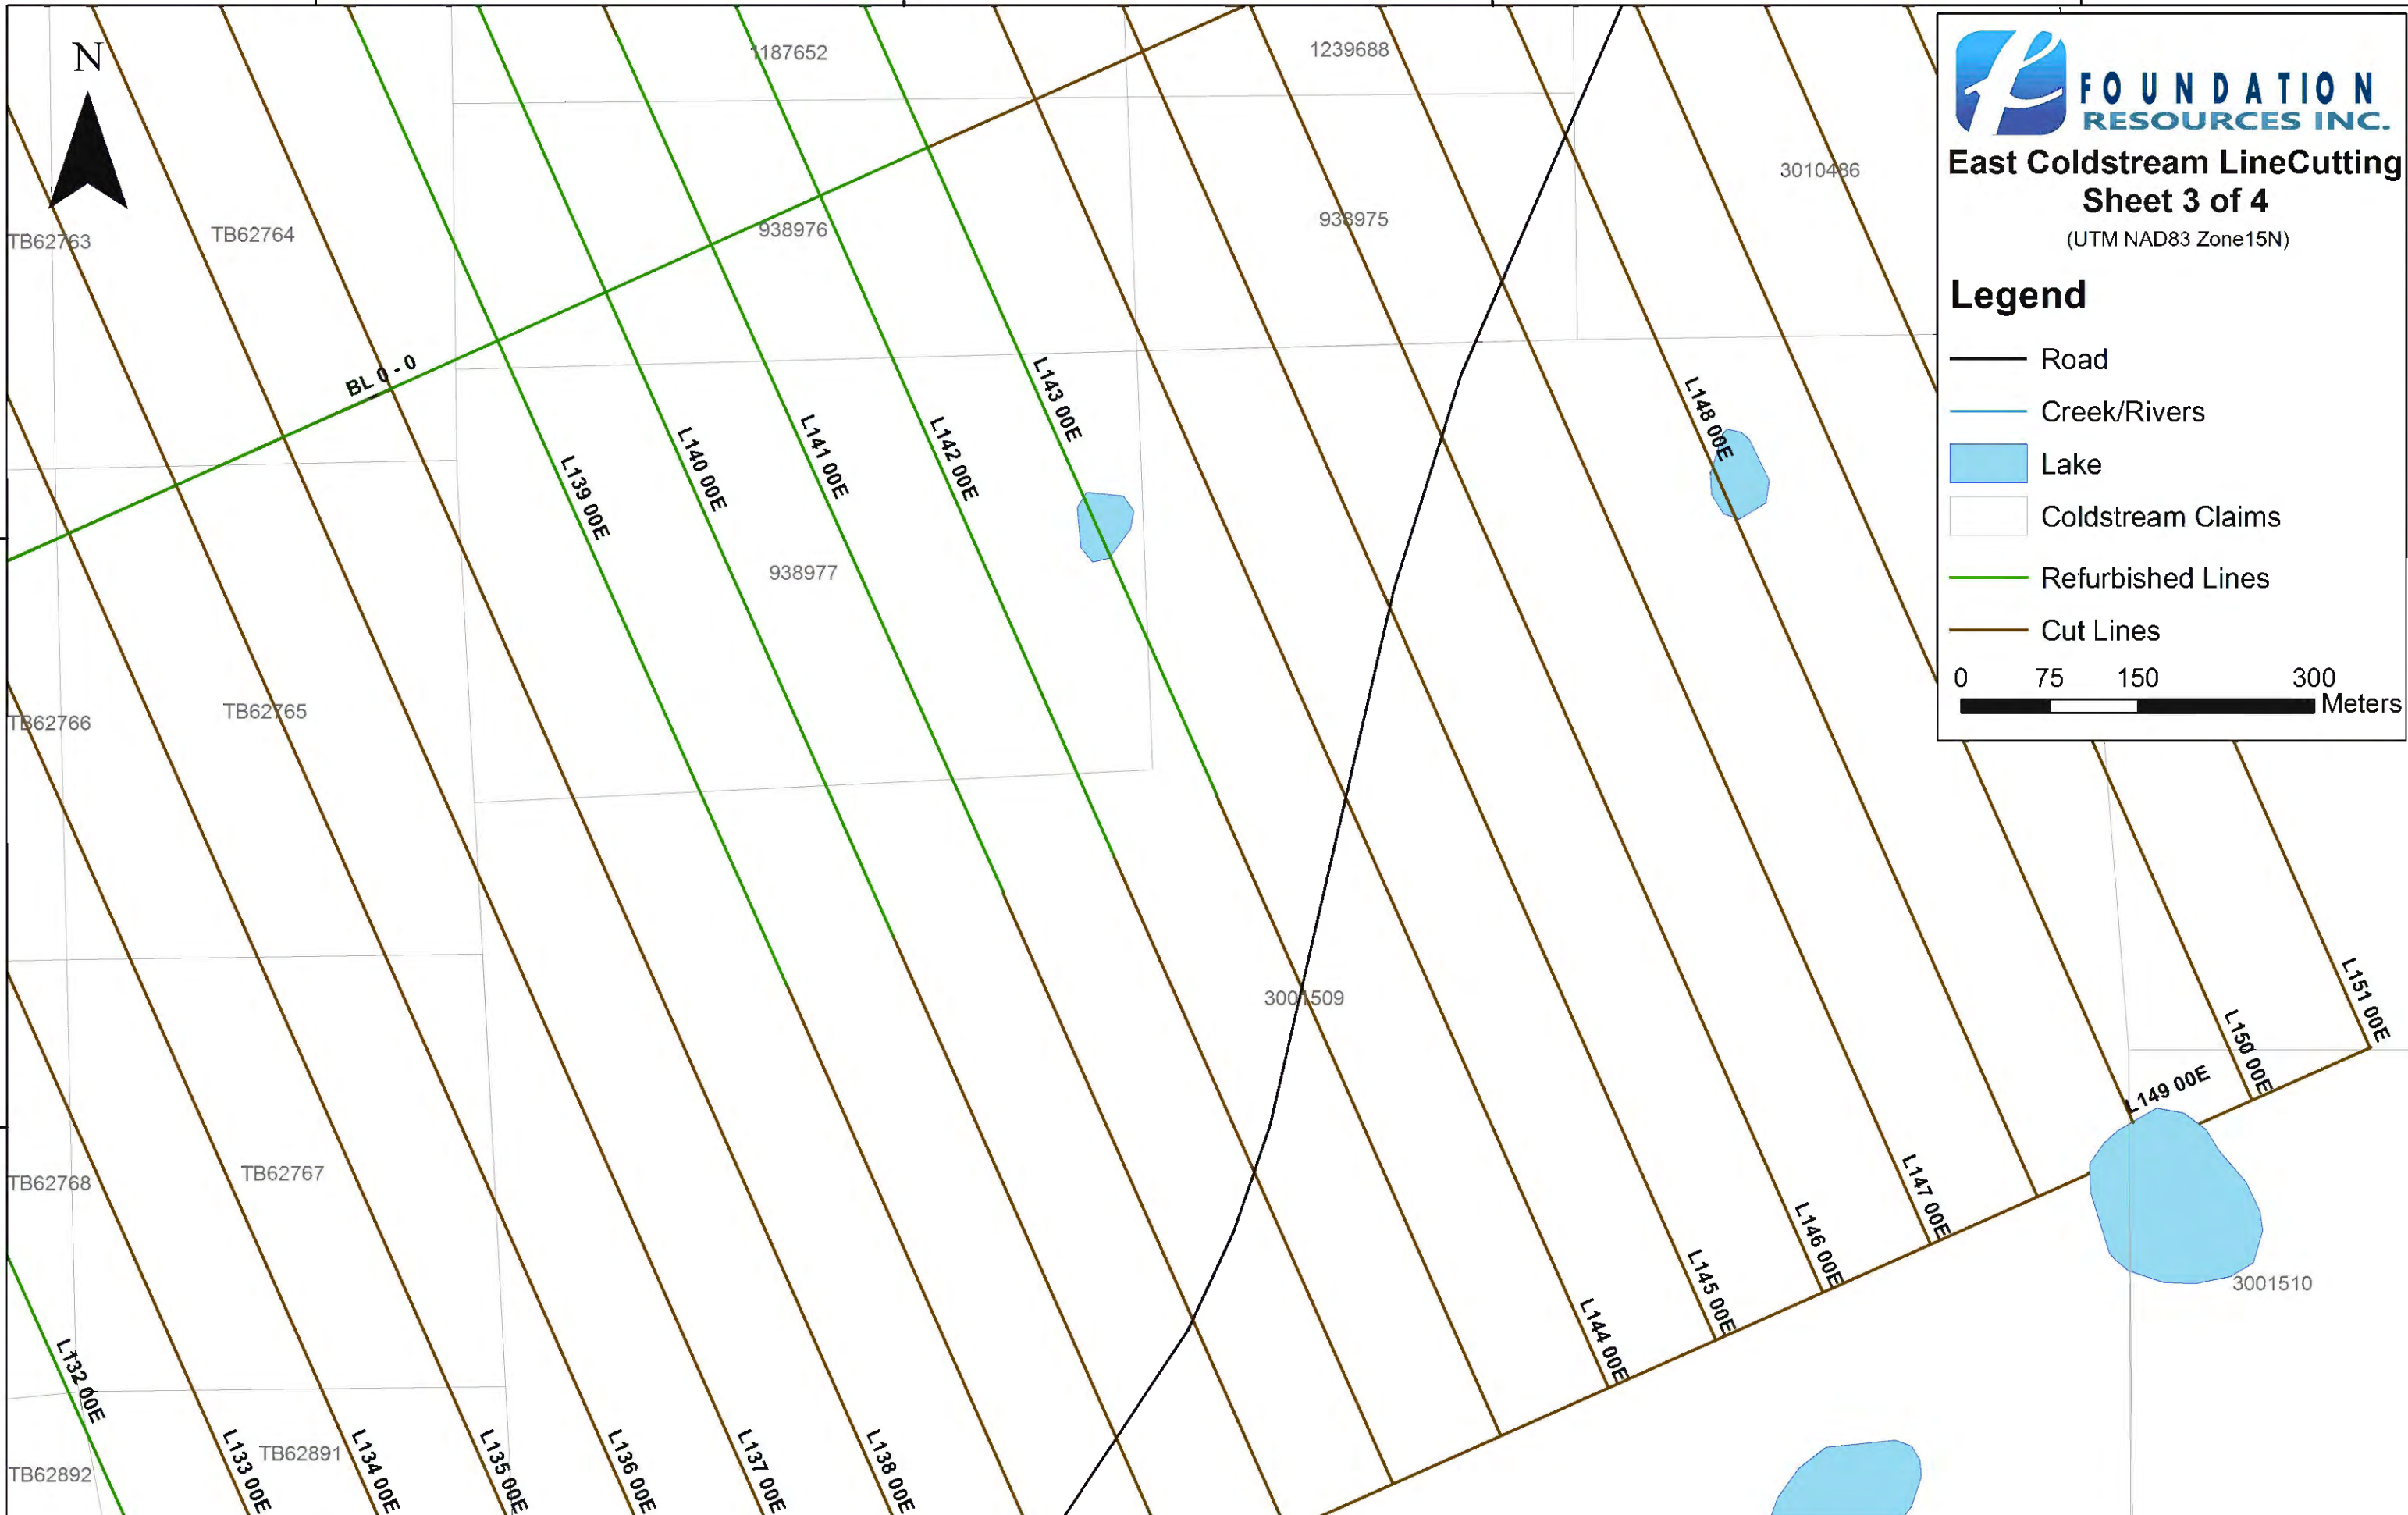 N
1187652
1239688
3010486
TB62763
TB62764
938976
938975
BL 0 - 0
L143 00E
L148 00E
L142 00E
L141 00E
L140 00E
L139 00E
938977
TB62766
TB62765
3001509
L151 00E
L150 00E
L149 00E
TB62768
TB62767
L147 00E
L146 00E
L145 00E
L144 00E
3001510
L132 00E
TB62892
TB62891
L133 00E
L134 00E
L135 00E
L136 00E
L137 00E
L138 00E
FOUNDATION
RESOURCES INC.
East Coldstream LineCutting
Sheet 3 of 4
(UTM NAD83 Zone15N)
Legend
Road
Creek/Rivers
Lake
Coldstream Claims
Refurbished Lines
Cut Lines
0 75 150 300
Meters